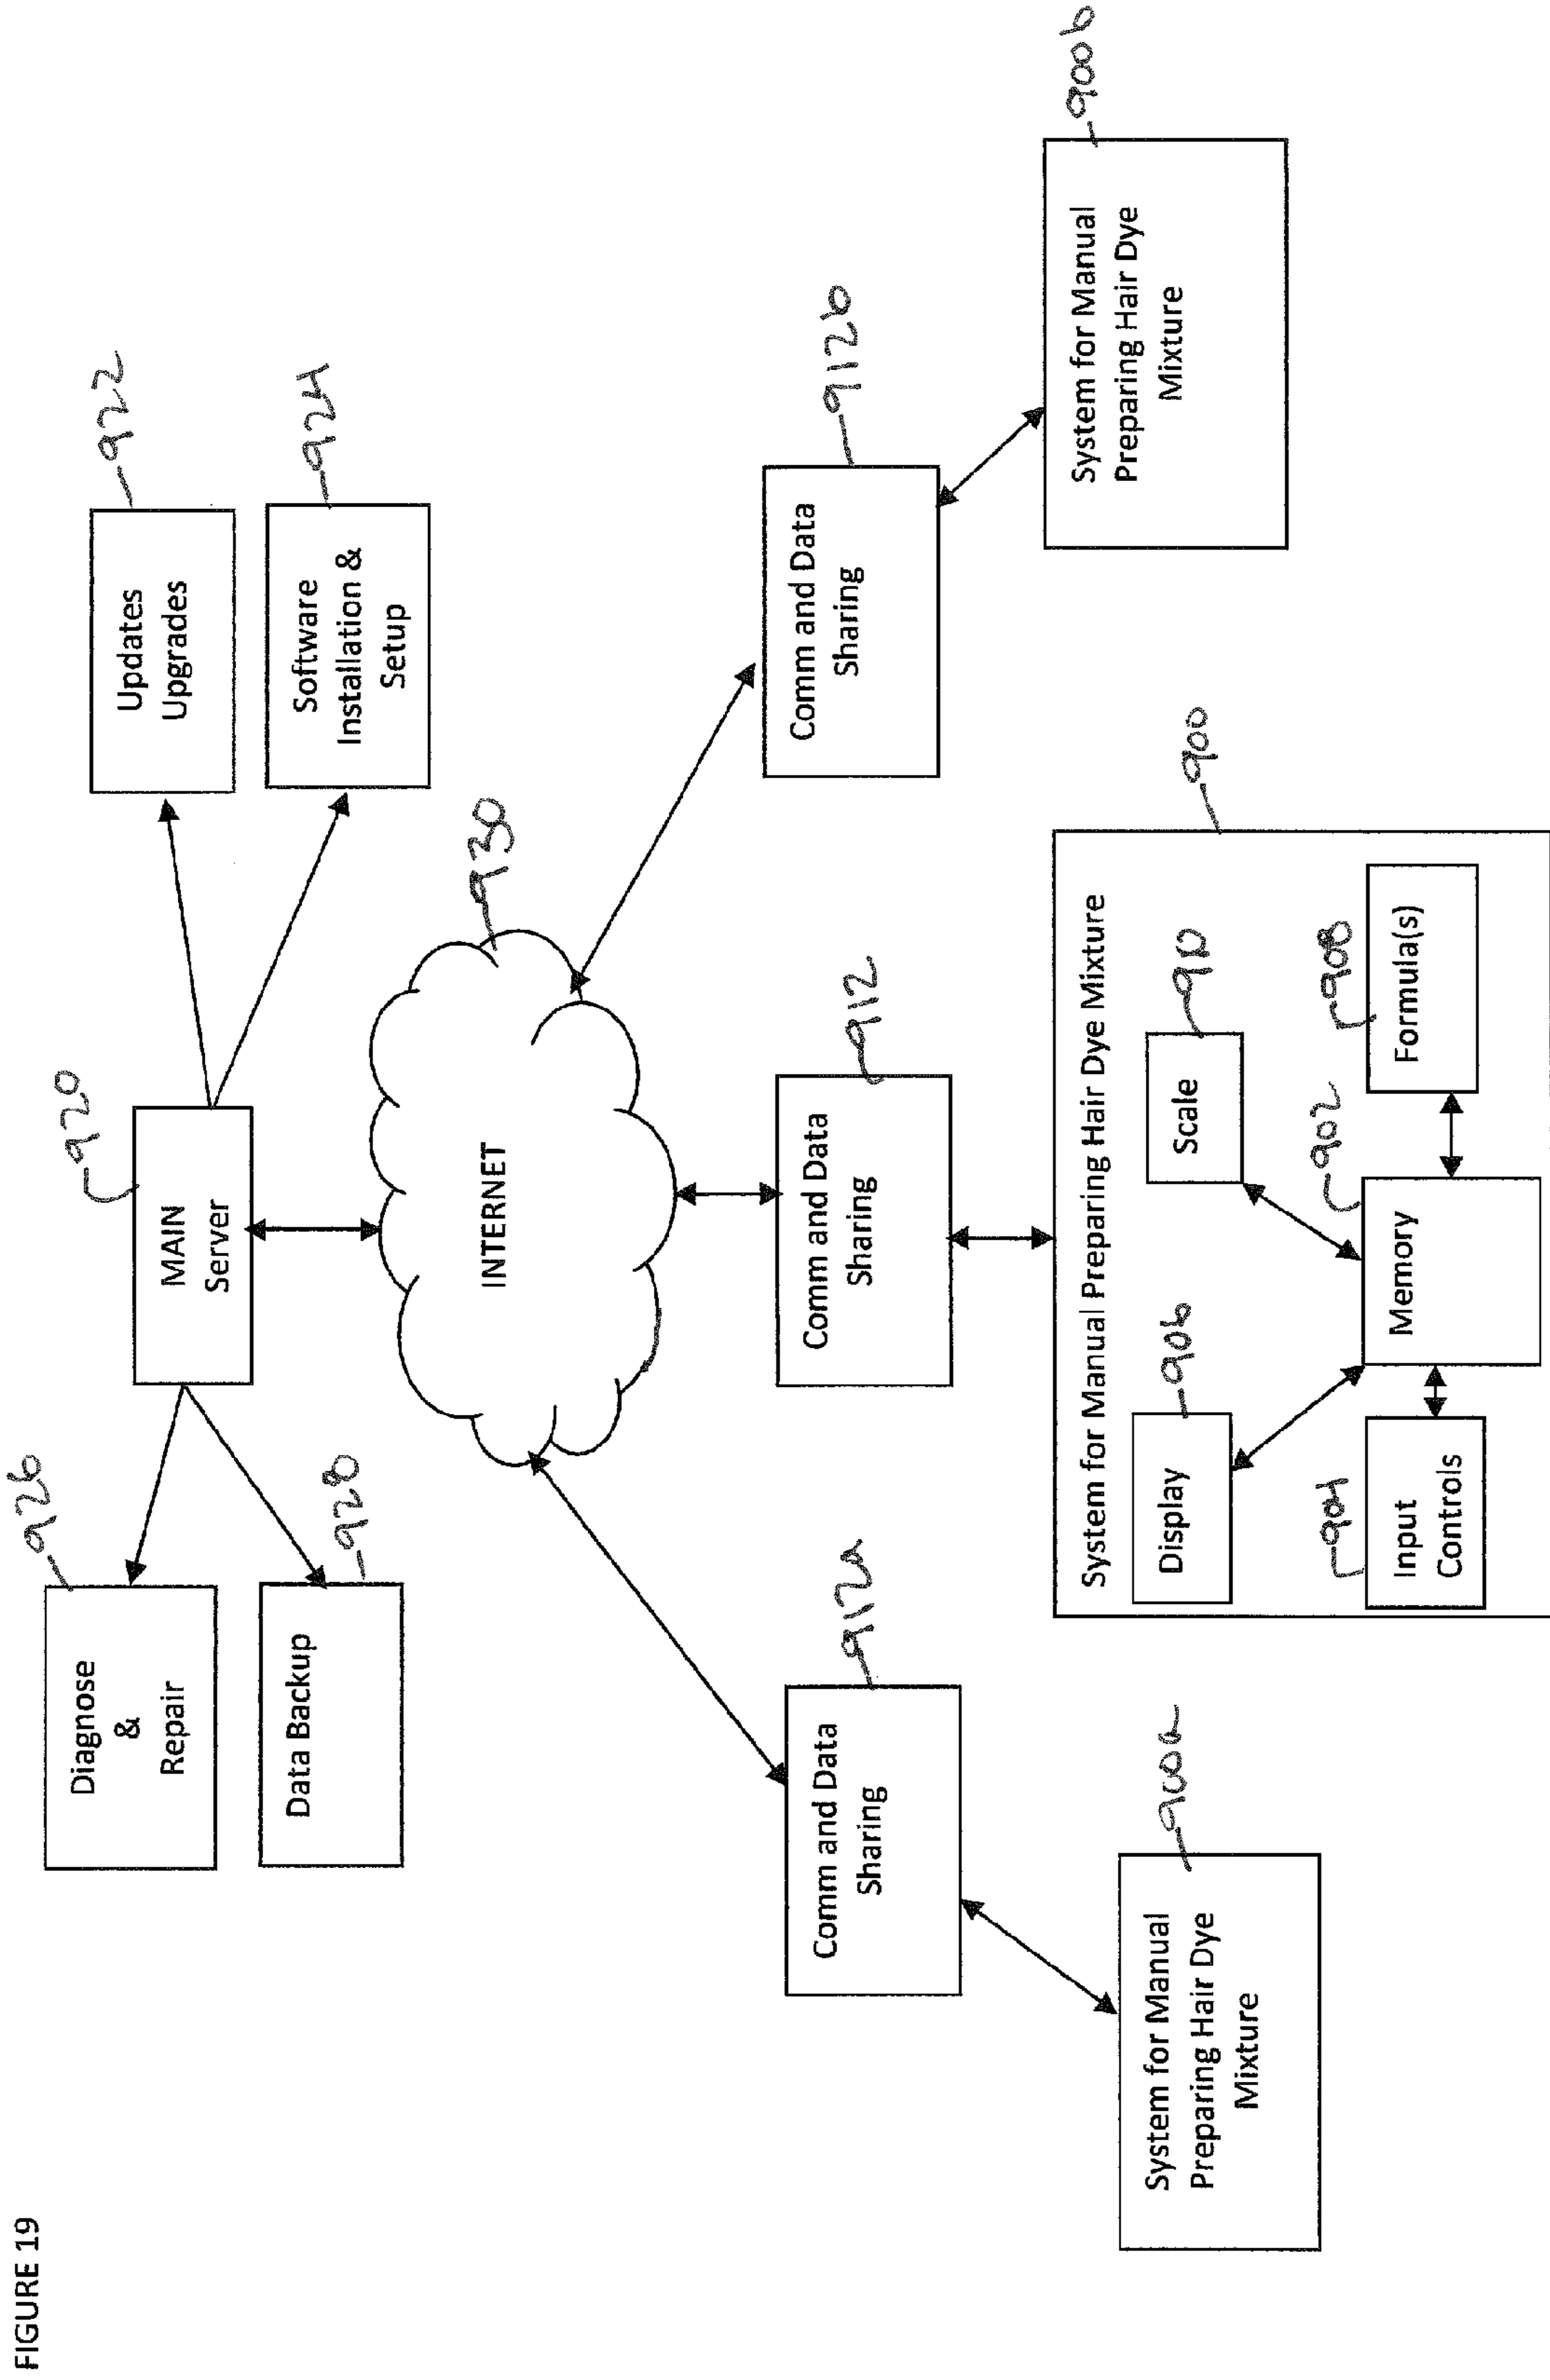 FIGURE 19
926
Diagnose
&
Repair
928
Data Backup
920
MAIN
Server
922
Updates
Upgrades
924
Software
Installation &
Setup
930
INTERNET
912a
Comm and Data
Sharing
912
Comm and Data
Sharing
912b
Comm and Data
Sharing
900a
System for Manual
Preparing Hair Dye
Mixture
900
System for Manual Preparing Hair Dye Mixture
906
Display
910
Scale
904
Input
Controls
902
Memory
908
Formula(s)
900b
System for Manual
Preparing Hair Dye
Mixture